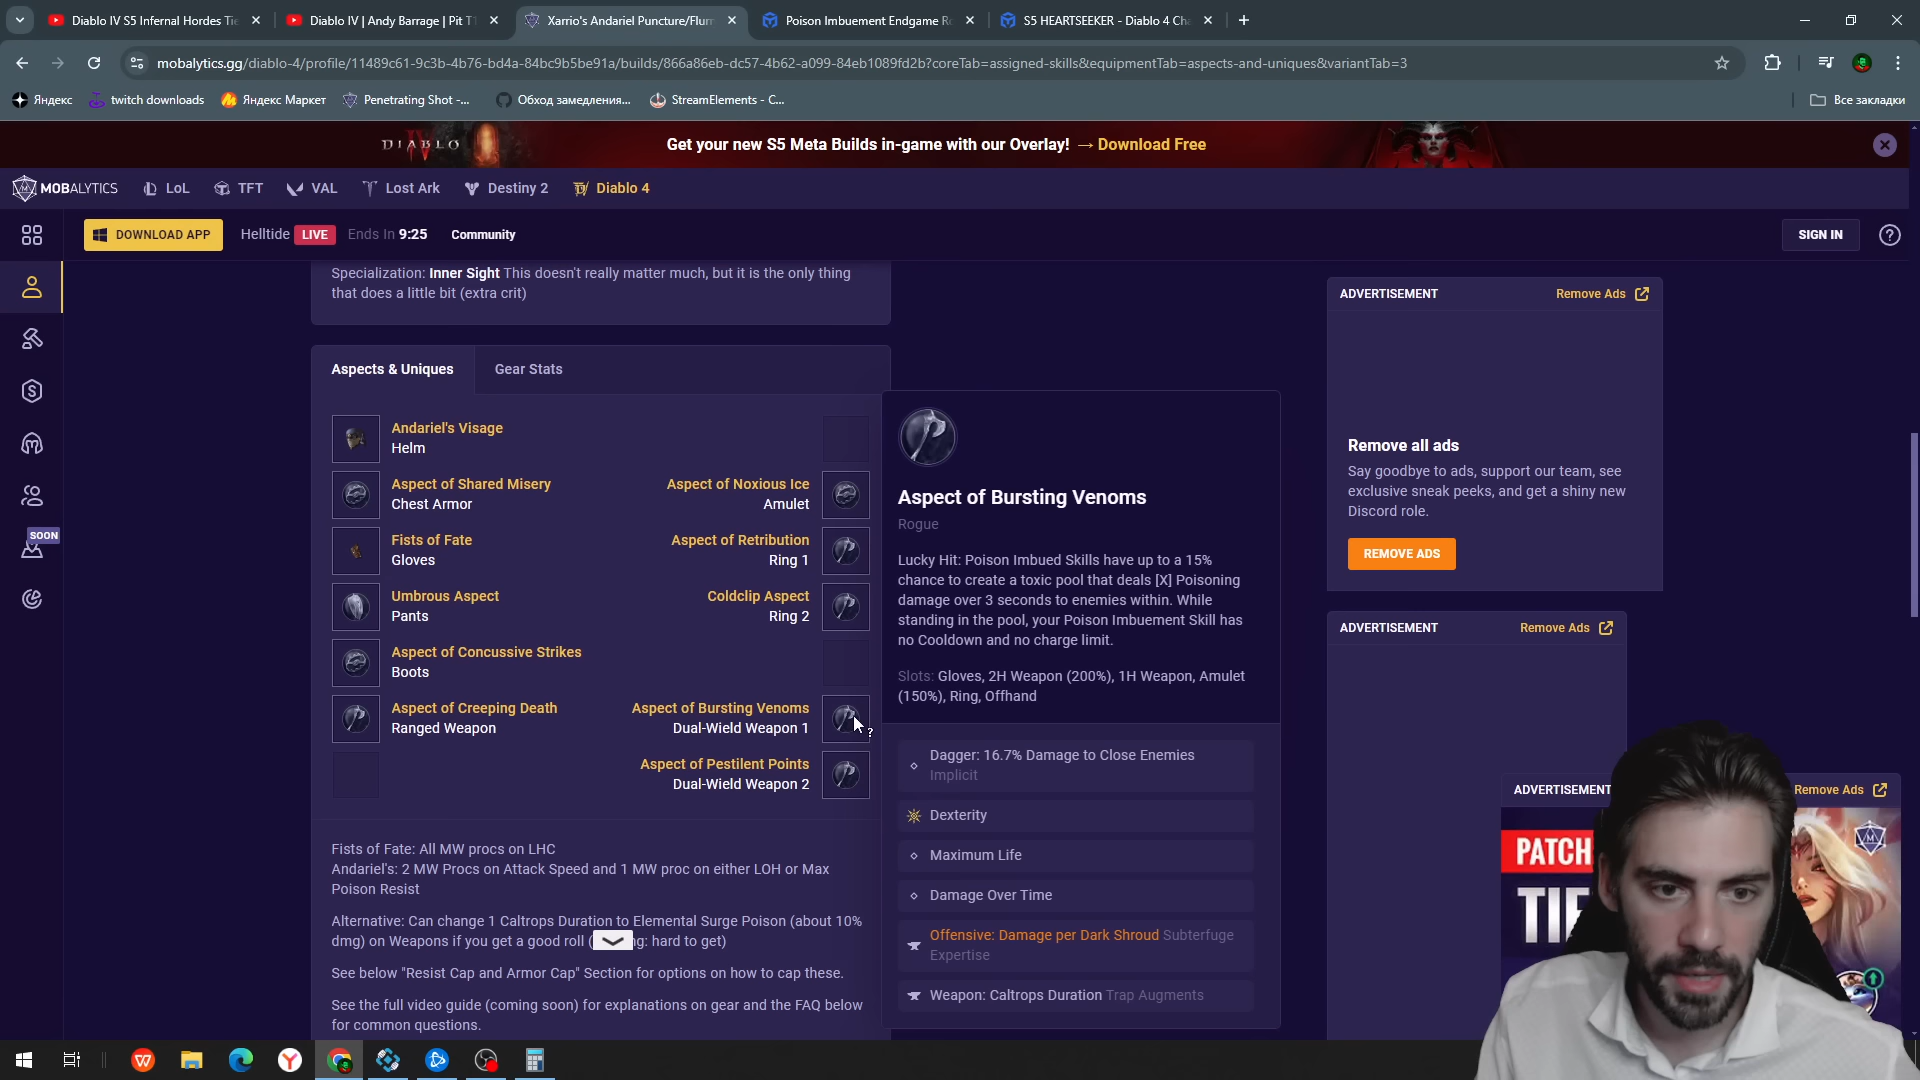 Diablo IV S5 Infernal Hordes Tie
Diablo IV | Andy Barrage | Pit T
Xarrio's Andariel Puncture/Flurr
Poison Imbuement Endgame R
S5 HEARTSEEKER - Diablo 4 Ch
mobalytics.gg/diablo-4/profile/11489c61-9c3b-4b76-bd4a-84bc9b5be91a/builds/866a86eb-dc57-4b62-a099-84eb1089fd2b?coreTab=assigned-skills&equipmentTab=aspects-and-uniques&variantTab=3
Яндекс
twitch downloads
Яндекс Маркет
Penetrating Shot -...
Обход замедления...
StreamElements - C...
Все закладки
DIABLO
IV
Get your new S5 Meta Builds in-game with our Overlay! → Download Free
MOBALYTICS
LoL
TFT
VAL
Lost Ark
Destiny 2
Diablo 4
DOWNLOAD APP
Helltide LIVE Ends In 9:25
Community
SIGN IN
SOON
Specialization: Inner Sight This doesn't really matter much, but it is the only thing
that does a little bit (extra crit)
Aspects & Uniques
Gear Stats
Andariel's Visage
Helm
Aspect of Shared Misery
Chest Armor
Aspect of Noxious Ice
Amulet
Fists of Fate
Gloves
Aspect of Retribution
Ring 1
Umbrous Aspect
Pants
Coldclip Aspect
Ring 2
Aspect of Concussive Strikes
Boots
Aspect of Creeping Death
Ranged Weapon
Aspect of Bursting Venoms
Dual-Wield Weapon 1
Aspect of Pestilent Points
Dual-Wield Weapon 2
Fists of Fate: All MW procs on LHC
Andariel's: 2 MW Procs on Attack Speed and 1 MW proc on either LOH or Max
Poison Resist
Alternative: Can change 1 Caltrops Duration to Elemental Surge Poison (about 10%
dmg) on Weapons if you get a good roll ( g: hard to get)
See below "Resist Cap and Armor Cap" Section for options on how to cap these.
See the full video guide (coming soon) for explanations on gear and the FAQ below
for common questions.
Aspect of Bursting Venoms
Rogue
Lucky Hit: Poison Imbued Skills have up to a 15%
chance to create a toxic pool that deals [X] Poisoning
damage over 3 seconds to enemies within. While
standing in the pool, your Poison Imbuement Skill has
no Cooldown and no charge limit.
Slots: Gloves, 2H Weapon (200%), 1H Weapon, Amulet
(150%), Ring, Offhand
Dagger: 16.7% Damage to Close Enemies
Implicit
Dexterity
Maximum Life
Damage Over Time
Offensive: Damage per Dark Shroud Subterfuge
Expertise
Weapon: Caltrops Duration Trap Augments
ADVERTISEMENT
Remove Ads
Remove all ads
Say goodbye to ads, support our team, see
exclusive sneak peeks, and get a shiny new
Discord role.
REMOVE ADS
ADVERTISEMENT
Remove Ads
ADVERTISEMENT
Remove Ads
PATCH